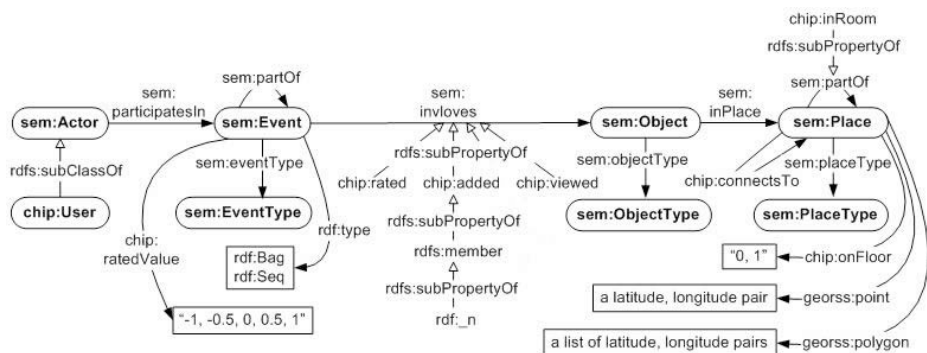 chip:inRoom
rdfs:subPropertyOf
sem:partOf
sem:partOf
sem:
participatesIn
sem:
invloves
sem:
inPlace
sem:Actor
sem:Event
sem:Object
sem:Place
rdfs:subClassOf
sem:eventType
rdfs:subPropertyOf
sem:objectType
sem:placeType
chip:rated
chip:added
chip:viewed
chip:connectsTo
chip:User
sem:EventType
rdf:type
sem:ObjectType
sem:PlaceType
rdfs:subPropertyOf
chip:
ratedValue
rdf:Bag
rdf:Seq
rdfs:member
"0, 1"
chip:onFloor
rdfs:subPropertyOf
a latitude, longitude pair
georss:point
"-1, -0.5, 0, 0.5, 1"
rdf:_n
a list of latitude, longitude pairs
georss:polygon